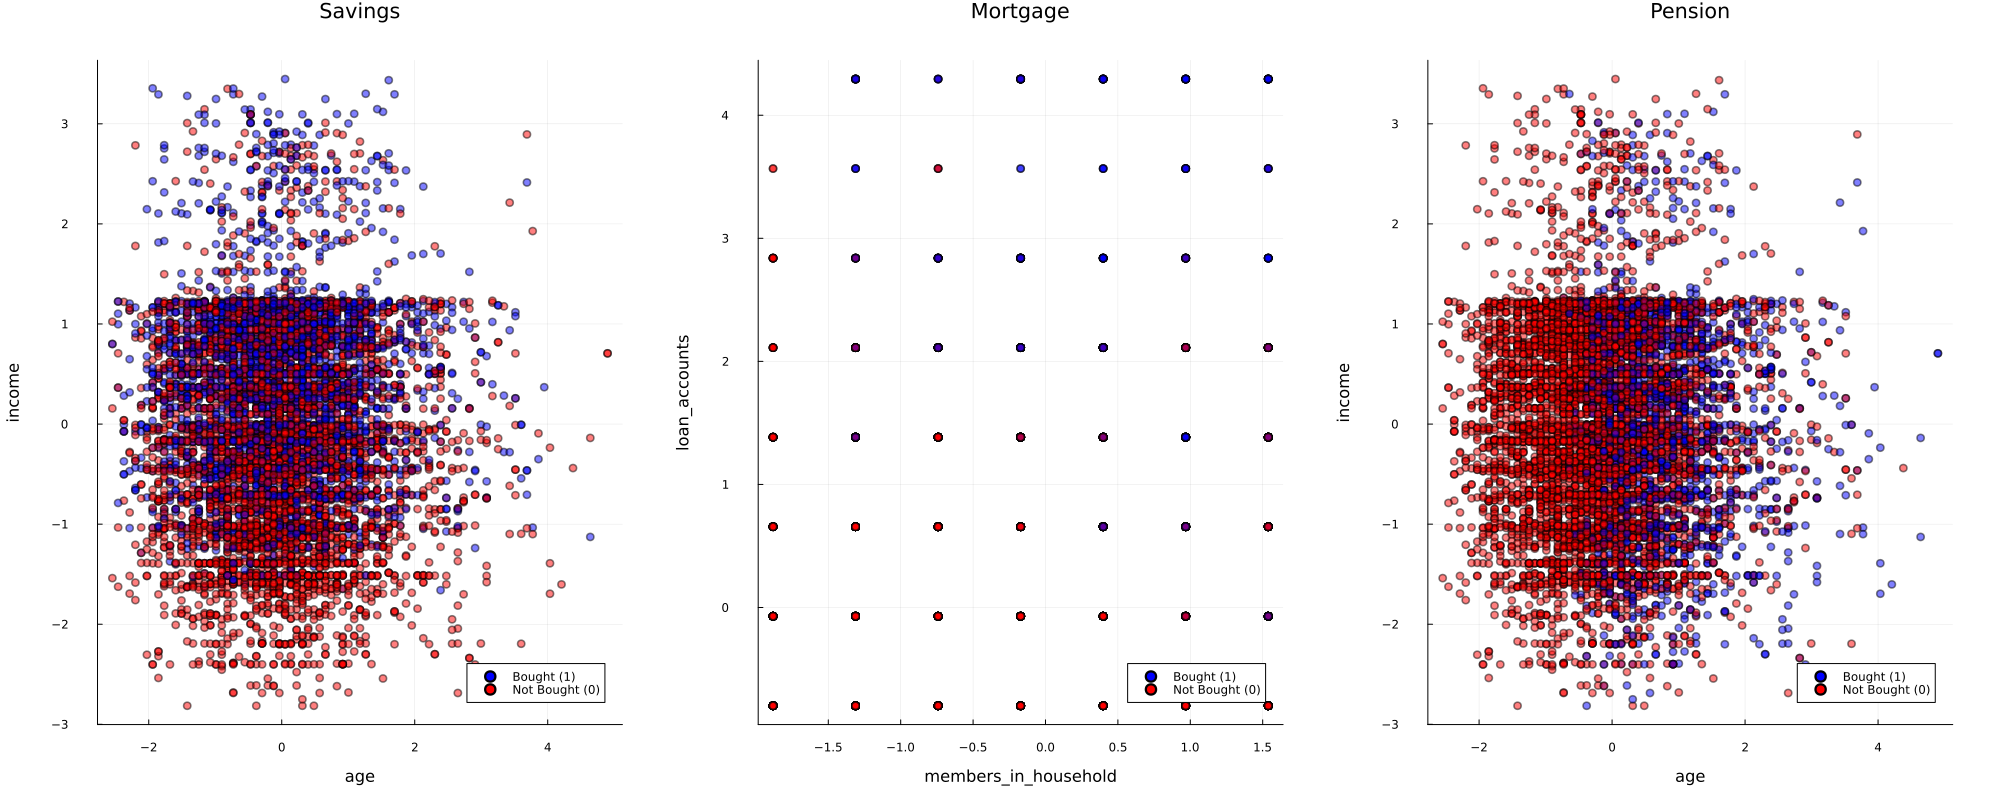 Savings
income
3
2
1
0
−1
−2
−3
−2
0
2
4
age
Bought (1)
Not Bought (0)
Mortgage
loan_accounts
4
3
2
1
0
−1.5
−1.0
−0.5
0.0
0.5
1.0
1.5
members_in_household
Bought (1)
Not Bought (0)
Pension
income
3
2
1
0
−1
−2
−3
−2
0
2
4
age
Bought (1)
Not Bought (0)